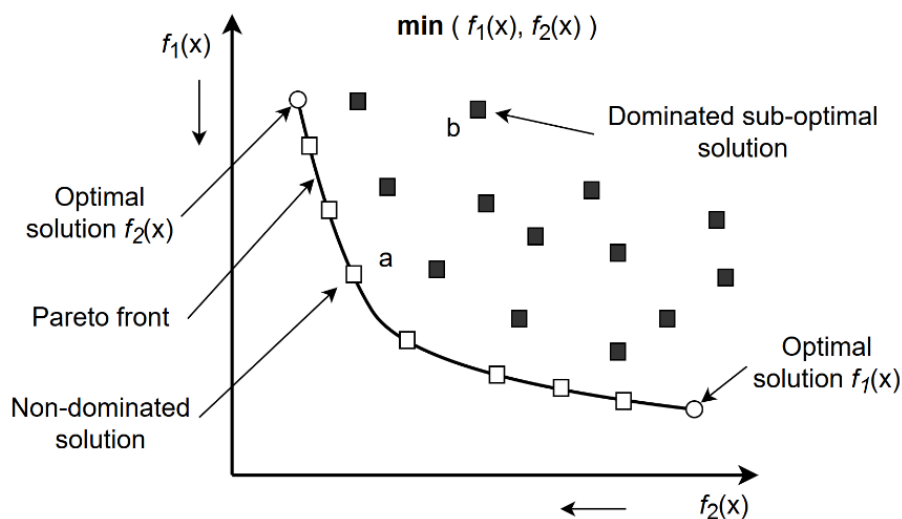 min ( f1(x), f2(x) )
f1(x)
b
Dominated sub-optimal
solution
Optimal
solution f2(x)
a
Pareto front
Optimal
solution f1(x)
Non-dominated
solution
f2(x)